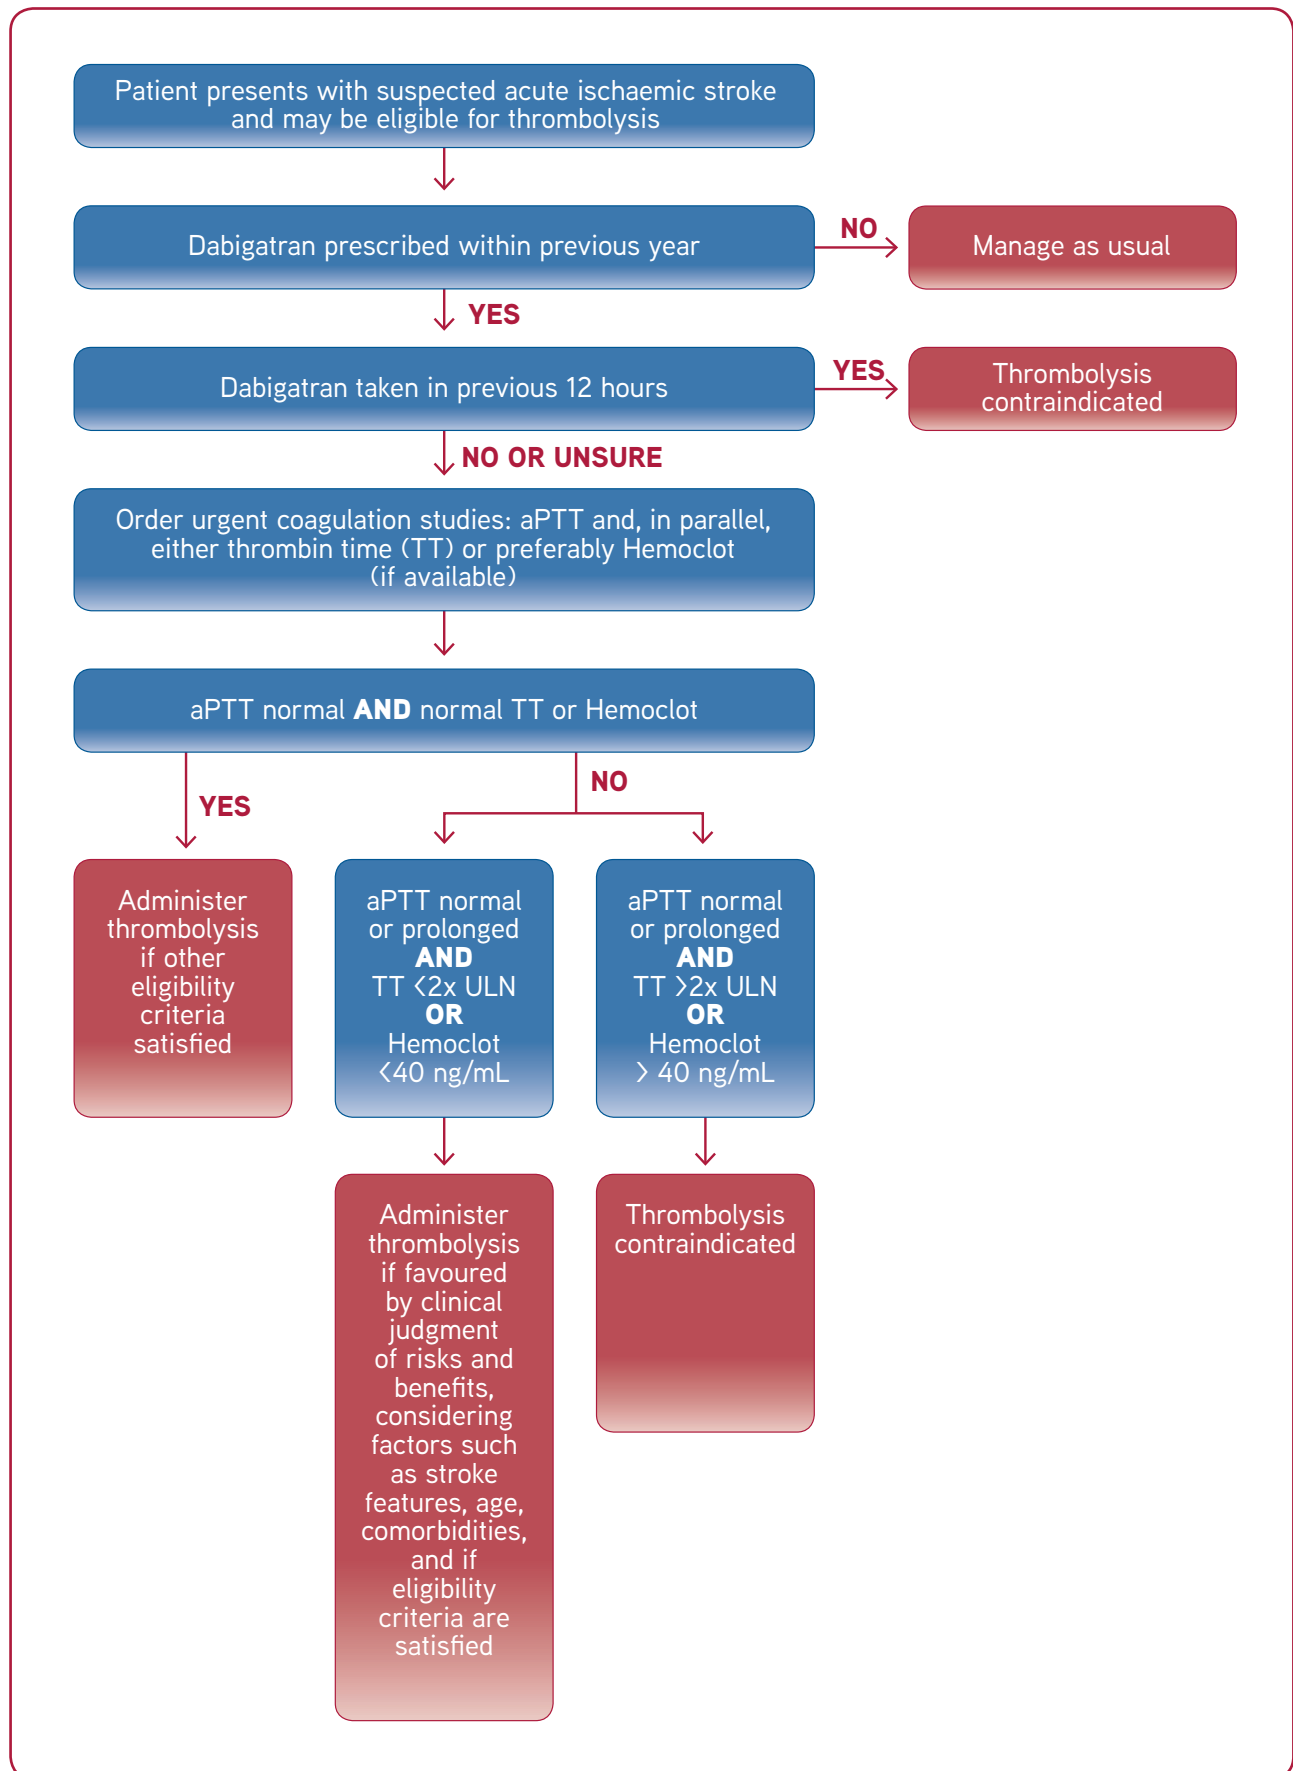 Patient presents with suspected acute ischaemic stroke
and may be eligible for thrombolysis
Dabigatran prescribed within previous year
NO
Manage as usual
YES
Dabigatran taken in previous 12 hours
YES
Thrombolysis
contraindicated
NO OR UNSURE
Order urgent coagulation studies: aPTT and, in parallel,
either thrombin time (TT) or preferably Hemoclot
(if available)
aPTT normal AND normal TT or Hemoclot
YES
NO
Administer
thrombolysis
if other
eligibility
criteria
satisfied
aPTT normal
or prolonged
AND
TT <2x ULN
OR
Hemoclot
<40 ng/mL
aPTT normal
or prolonged
AND
TT >2x ULN
OR
Hemoclot
> 40 ng/mL
Administer
thrombolysis
if favoured
by clinical
judgment
of risks and
benefits,
considering
factors such
as stroke
features, age,
comorbidities,
and if
eligibility
criteria are
satisfied
Thrombolysis
contraindicated